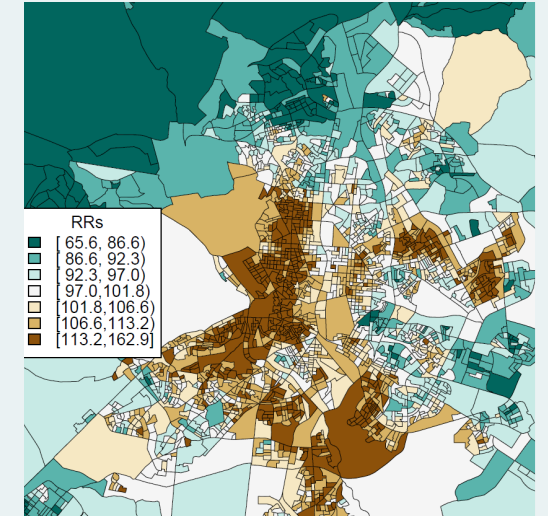 RRs
[ 65.6, 86.6)
[ 86.6, 92.3)
[ 92.3, 97.0)
[ 97.0,101.8)
[101.8,106.6)
[106.6,113.2)
[113.2,162.9]